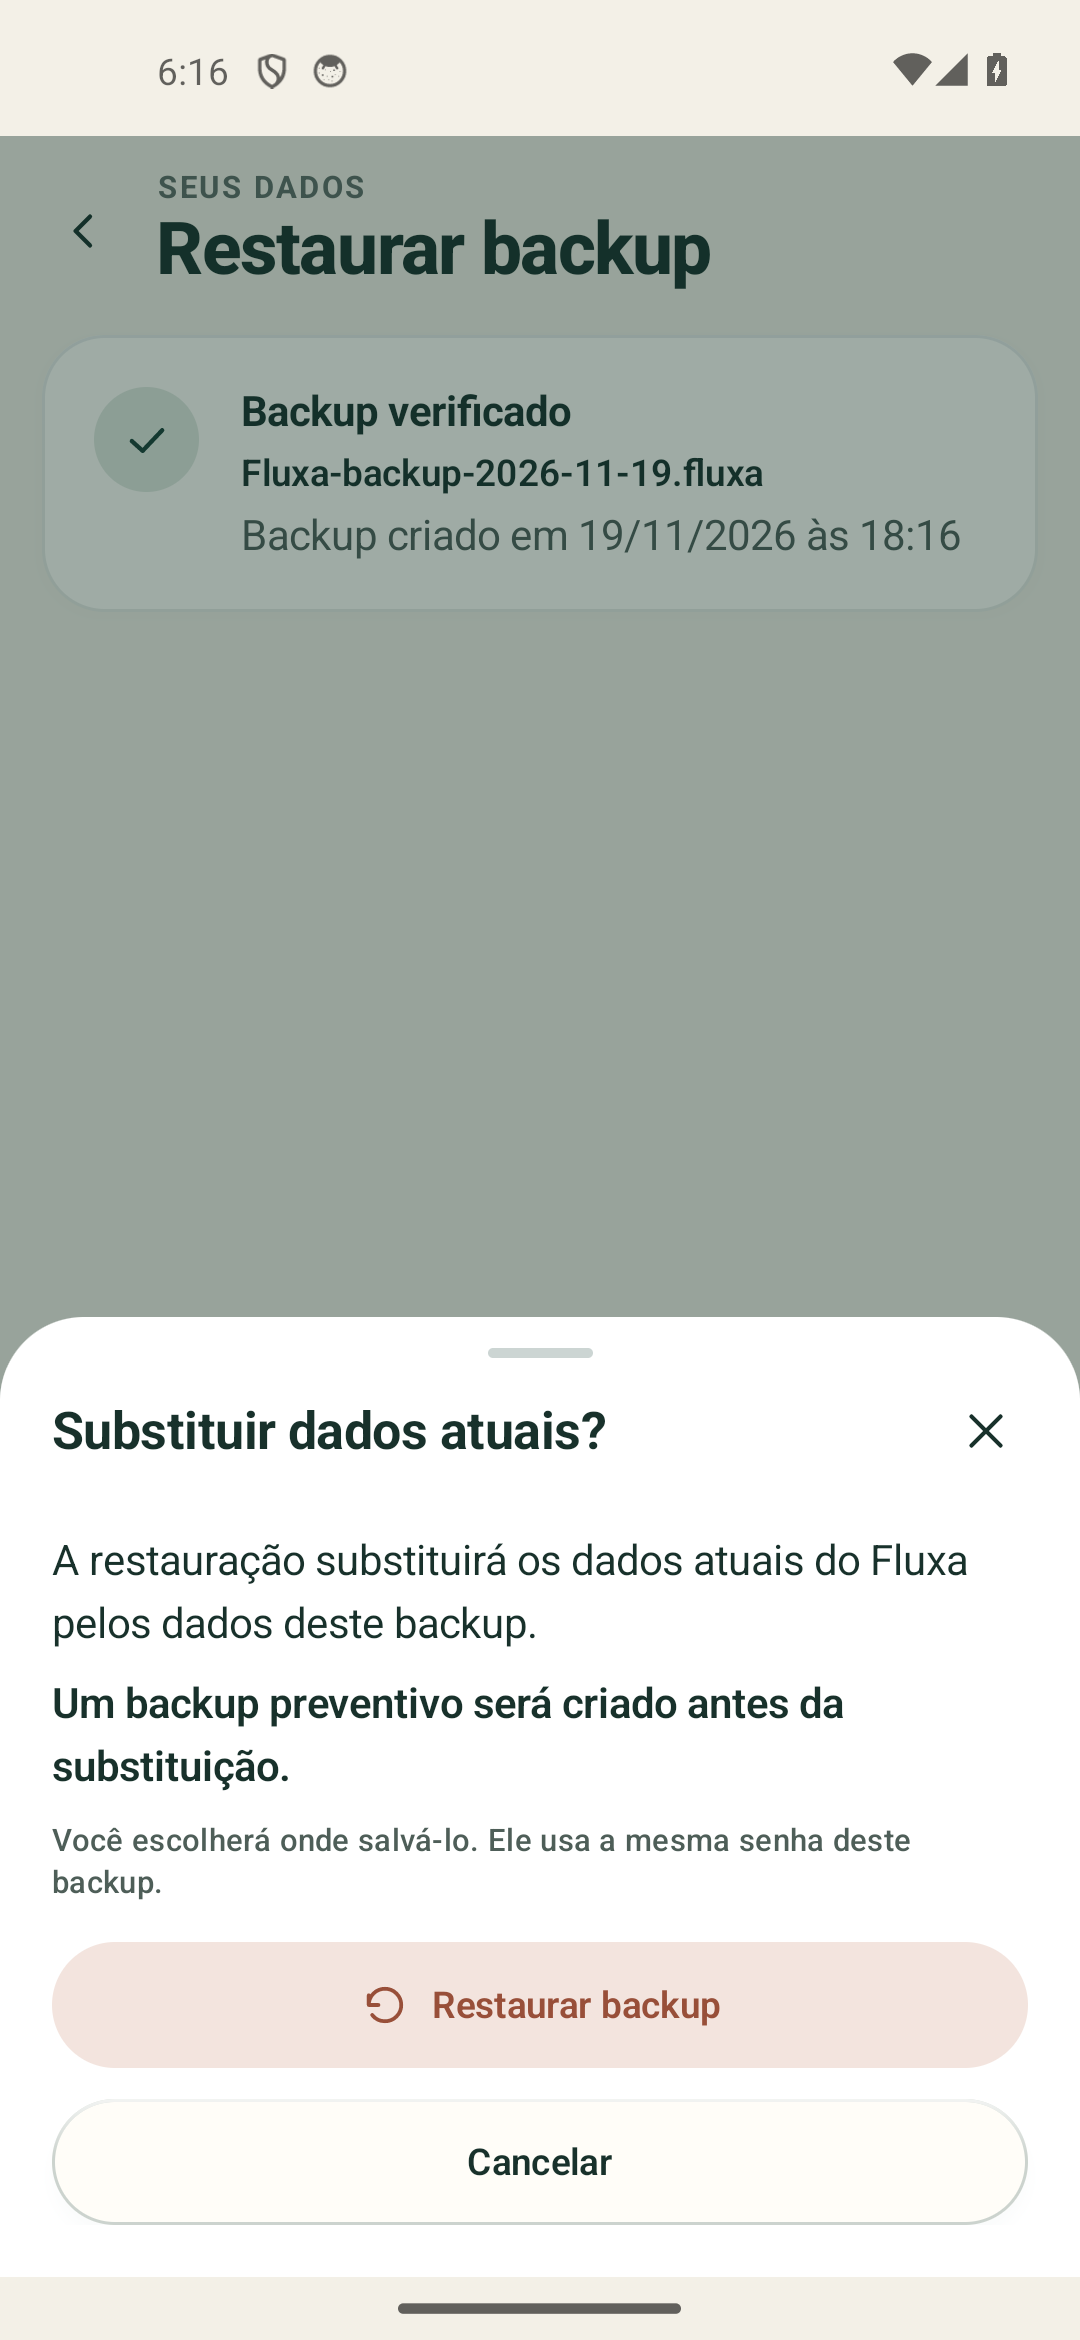 6:16
SEUS DADOS
Restaurar backup
Backup verificado
Fluxa-backup-2026-11-19.fluxa
Backup criado em 19/11/2026 às 18:16
Substituir dados atuais?
A restauração substituirá os dados atuais do Fluxa
pelos dados deste backup.
Um backup preventivo será criado antes da
substituição.
Você escolherá onde salvá-lo. Ele usa a mesma senha deste
backup.
Restaurar backup
Cancelar